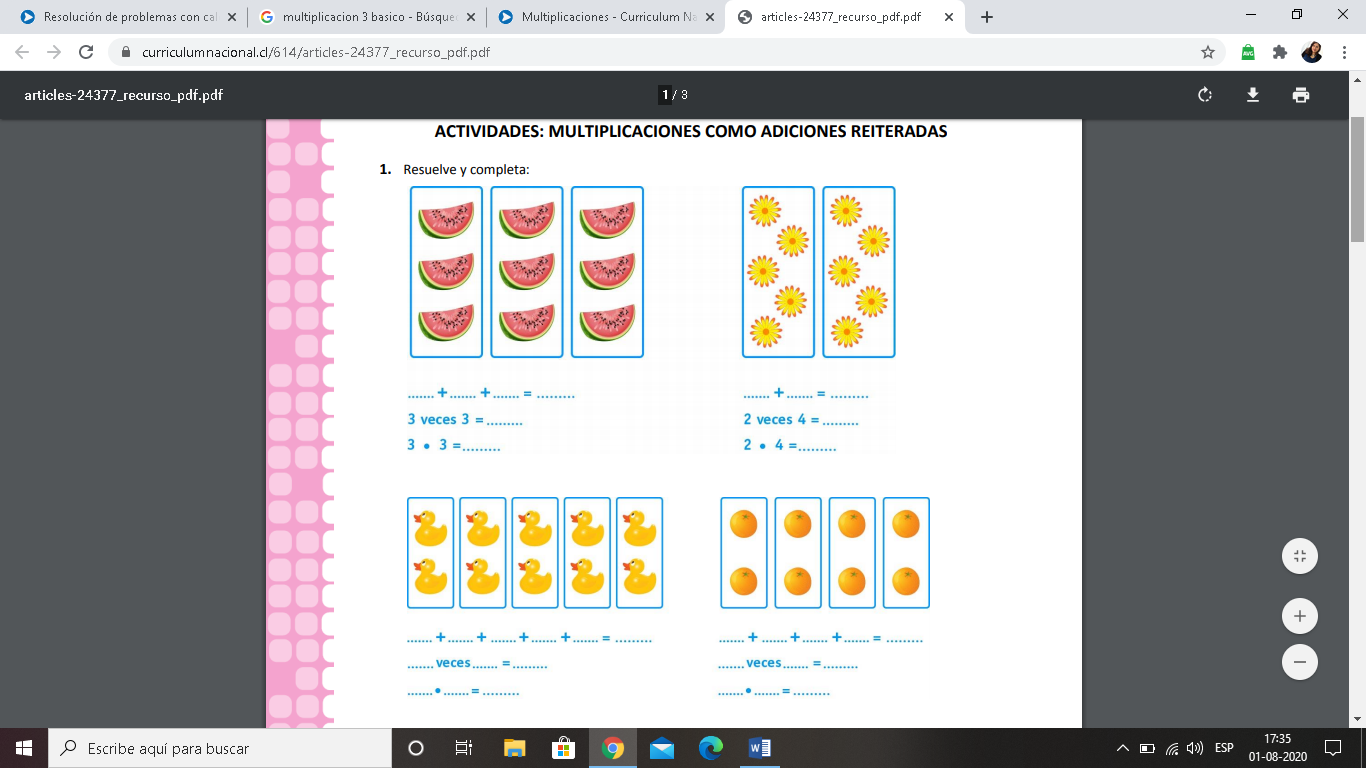 Resolución de problemas con cal
multiplicacion 3 basico - Búsque
Multiplicaciones - Curriculum Na
articles-24377_recurso_pdf.pdf
curriculumnacional.cl/614/articles-24377_recurso_pdf.pdf
AVG
articles-24377_recurso_pdf.pdf
1 / 3
ACTIVIDADES: MULTIPLICACIONES COMO ADICIONES REITERADAS
1. Resuelve y completa:
....... + ....... + ....... = .........
3 veces 3 = .........
3 • 3 = .........
....... + ....... = .........
2 veces 4 = .........
2 • 4 = .........
....... + ....... + ....... + ....... + ....... = .........
....... veces ....... = .........
....... • ....... = .........
....... + ....... + ....... + ....... = .........
....... veces ....... = .........
....... • ....... = .........
Escribe aquí para buscar
ESP
17:35
01-08-2020